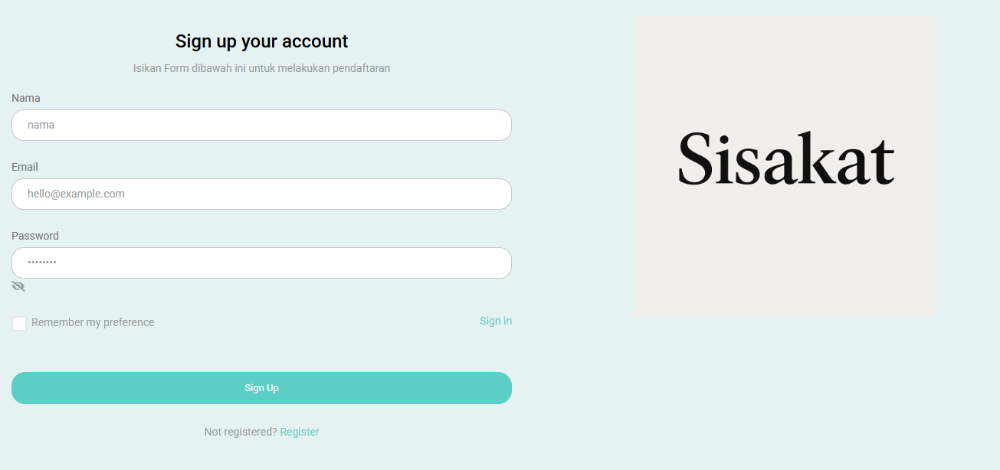 Sign up your account
Isikan Form dibawah ini untuk melakukan pendaftaran
Nama
nama
Email
hello@example.com
Password
••••••••
Remember my preference
Sign in
Sign Up
Not registered? Register
Sisakat